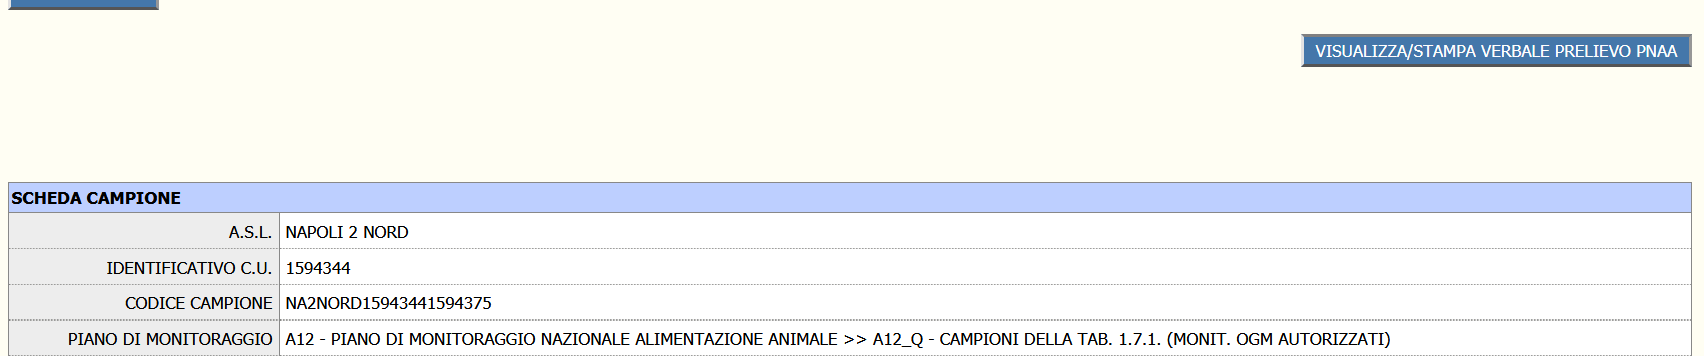 VISUALIZZA/STAMPA VERBALE PRELIEVO PNAA
SCHEDA CAMPIONE
A.S.L. NAPOLI 2 NORD
IDENTIFICATIVO C.U. 1594344
CODICE CAMPIONE NA2NORD15943441594375
PIANO DI MONITORAGGIO A12 - PIANO DI MONITORAGGIO NAZIONALE ALIMENTAZIONE ANIMALE >> A12_Q - CAMPIONI DELLA TAB. 1.7.1. (MONIT. OGM AUTORIZZATI)